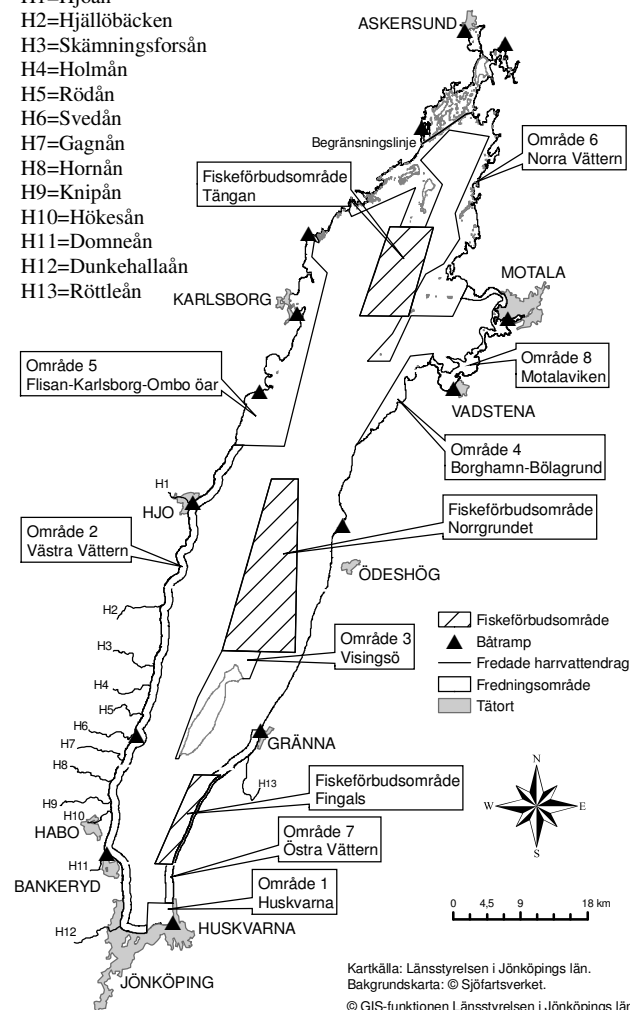 H1=Hjoån
H2=Hjällöbäcken
H3=Skämningsforsån
H4=Holmån
H5=Rödån
H6=Svedån
H7=Gagnån
H8=Hornån
H9=Knipån
H10=Hökesån
H11=Domneån
H12=Dunkehallaån
H13=Röttleån
ASKERSUND
Begränsningslinje
Område 6
Norra Vättern
Fiskeförbudsområde
Tängan
MOTALA
KARLSBORG
Område 5
Flisan-Karlsborg-Ombo öar
Område 8
Motalaviken
VADSTENA
Område 4
Borghamn-Bölagrund
H1
HJO
Fiskeförbudsområde
Norrgrundet
Område 2
Västra Vättern
ÖDESHÖG
H2
H3
H4
H5
H6
H7
H8
H9
H10
HABO
H11
BANKERYD
H12
JÖNKÖPING
Område 3
Visingsö
GRÄNNA
H13
Fiskeförbudsområde
Fingals
Område 7
Östra Vättern
Område 1
Huskvarna
HUSKVARNA
Fiskeförbudsområde
Båtramp
Fredade harrvattendrag
Fredningsområde
Tätort
N
W E
S
0 4,5 9 18 km
Kartkälla: Länsstyrelsen i Jönköpings län.
Bakgrundskarta: © Sjöfartsverket.
© GIS-funktionen Länsstyrelsen i Jönköpings län